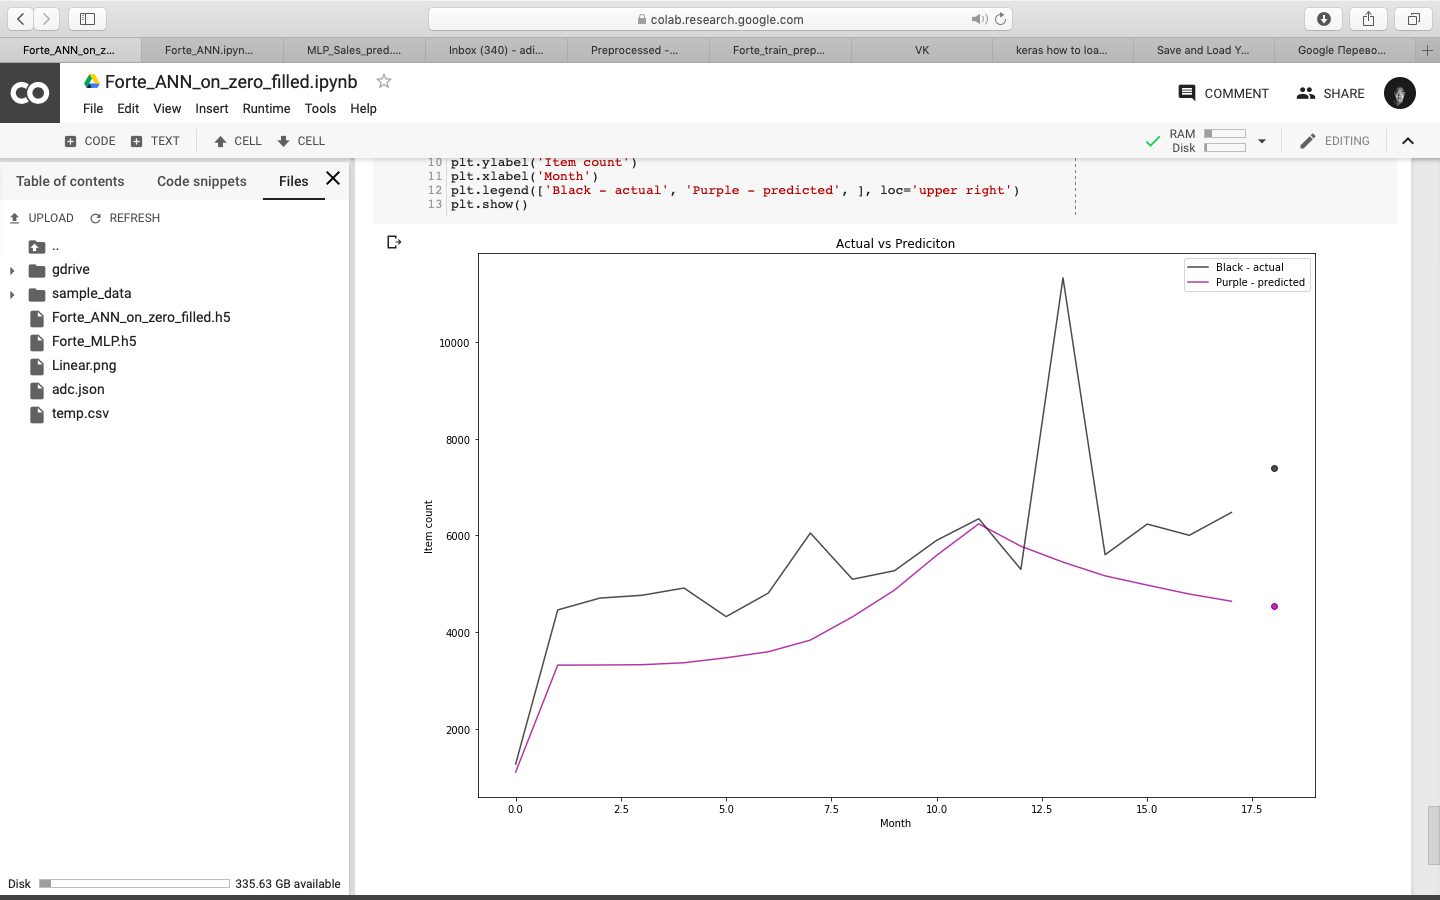 colab.research.google.com
Forte_ANN_on_z...
Forte_ANN.ipyn...
MLP_Sales_pred....
Inbox (340) - adi...
Preprocessed -...
Forte_train_prep...
VK
keras how to loa...
Save and Load Y...
Google Перево...
CO
Forte_ANN_on_zero_filled.ipynb
COMMENT
SHARE
File Edit View Insert Runtime Tools Help
CODE TEXT CELL CELL
RAM
Disk
EDITING
Table of contents Code snippets Files
UPLOAD REFRESH
..
gdrive
sample_data
Forte_ANN_on_zero_filled.h5
Forte_MLP.h5
Linear.png
adc.json
temp.csv
Disk 335.63 GB available
10 plt.ylabel('Item count')
11 plt.xlabel('Month')
12 plt.legend(['Black - actual', 'Purple - predicted', ], loc='upper right')
13 plt.show()
Actual vs Prediciton
Black - actual
Purple - predicted
10000
8000
6000
4000
2000
Item count
0.0 2.5 5.0 7.5 10.0 12.5 15.0 17.5
Month